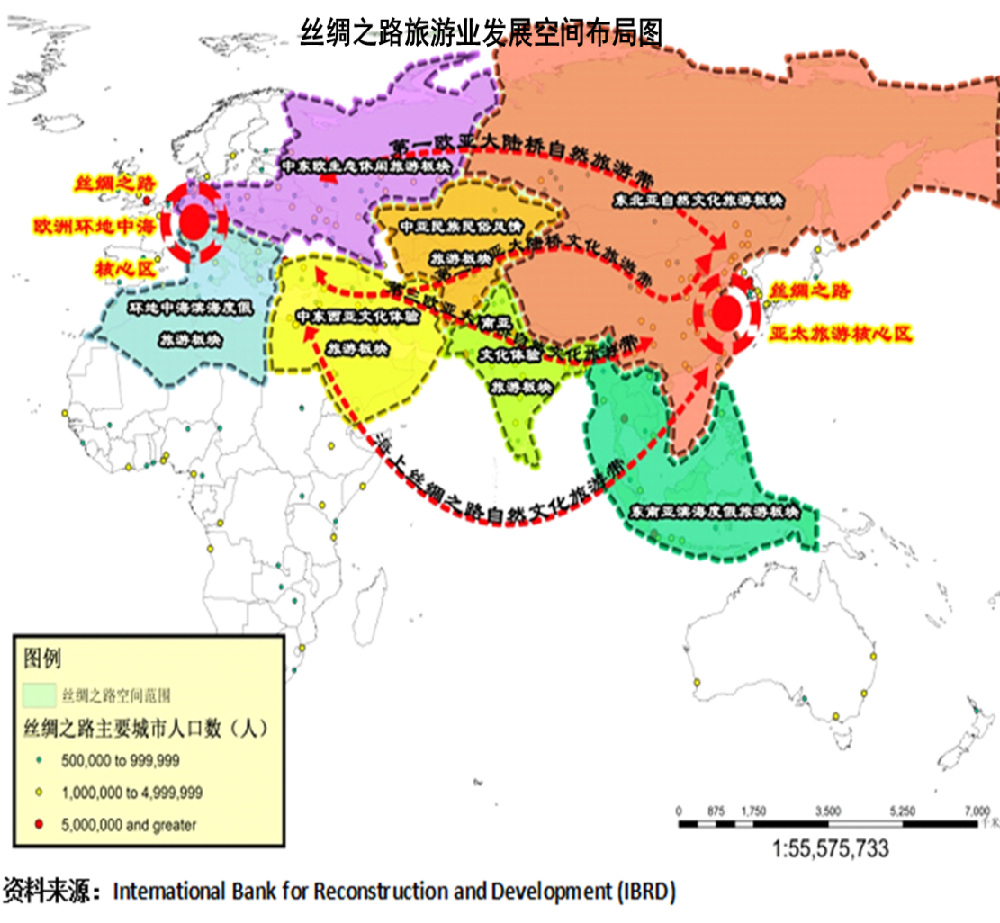 丝绸之路旅游业发展空间布局图
第一欧亚大陆桥自然旅游带
中东欧生态休闲旅游板块
丝绸之路
欧洲环地中海
核心区
东北亚自然文化旅游板块
中亚民族民俗风情
旅游板块
亚大陆桥文化旅游带
丝绸之路
亚太旅游核心区
环地中海滨海度假
旅游板块
中东西亚文化体验
旅游板块
第三欧亚大
文化旅游带
南亚
文化体验
旅游板块
海上丝绸之路自然文化旅游带
东南亚滨海度假旅游板块
图例
丝绸之路空间范围
丝绸之路主要城市人口数（人）
500,000 to 999,999
1,000,000 to 4,999,999
5,000,000 and greater
0 875 1,750 3,500 5,250 7,000
千米
1:55,575,733
资料来源：International Bank for Reconstruction and Development (IBRD)